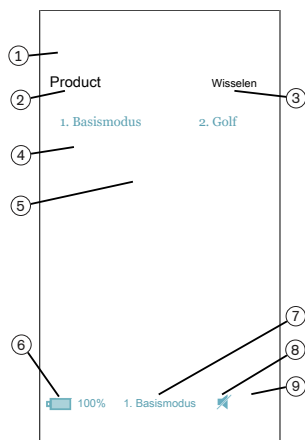 1
Product
Wisselen
2
3
1. Basismodus
2. Golf
4
5
7
6
8
9
100%
1. Basismodus